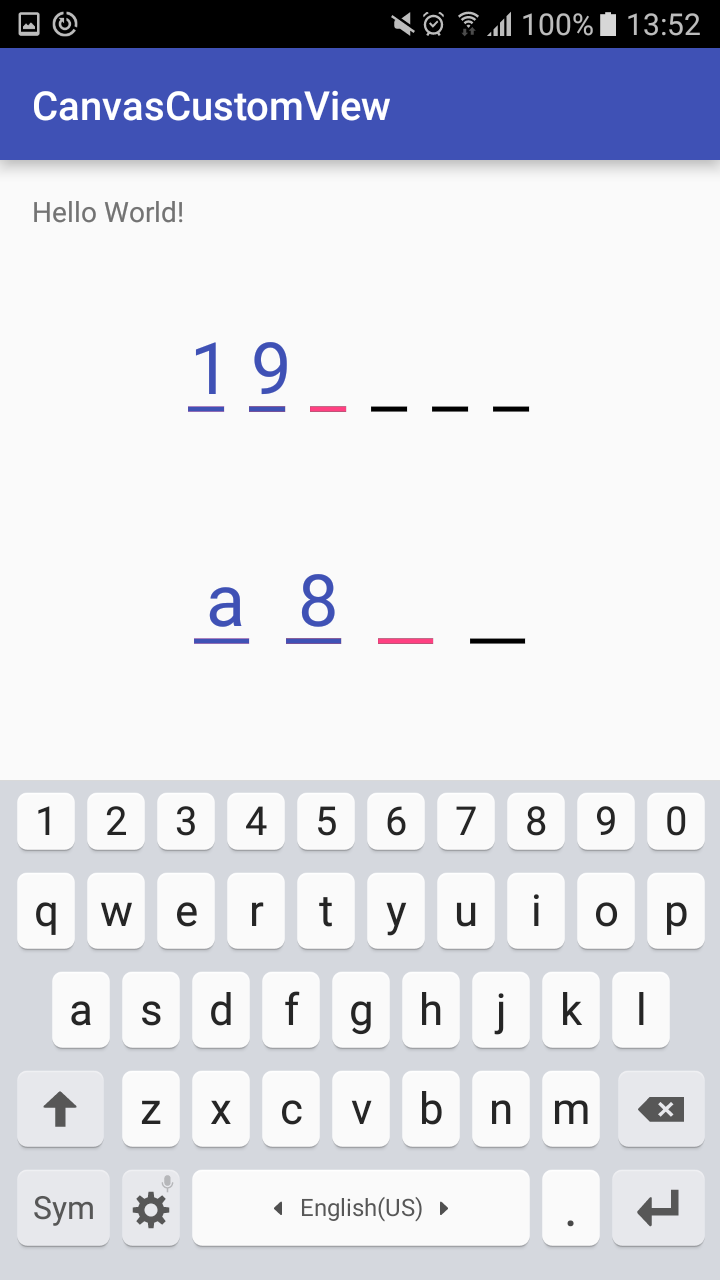 100% 13:52
CanvasCustomView
Hello World!
1 9
a 8
1 2 3 4 5 6 7 8 9 0
q w e r t y u i o p
a s d f g h j k l
z x c v b n m
Sym English(US) .